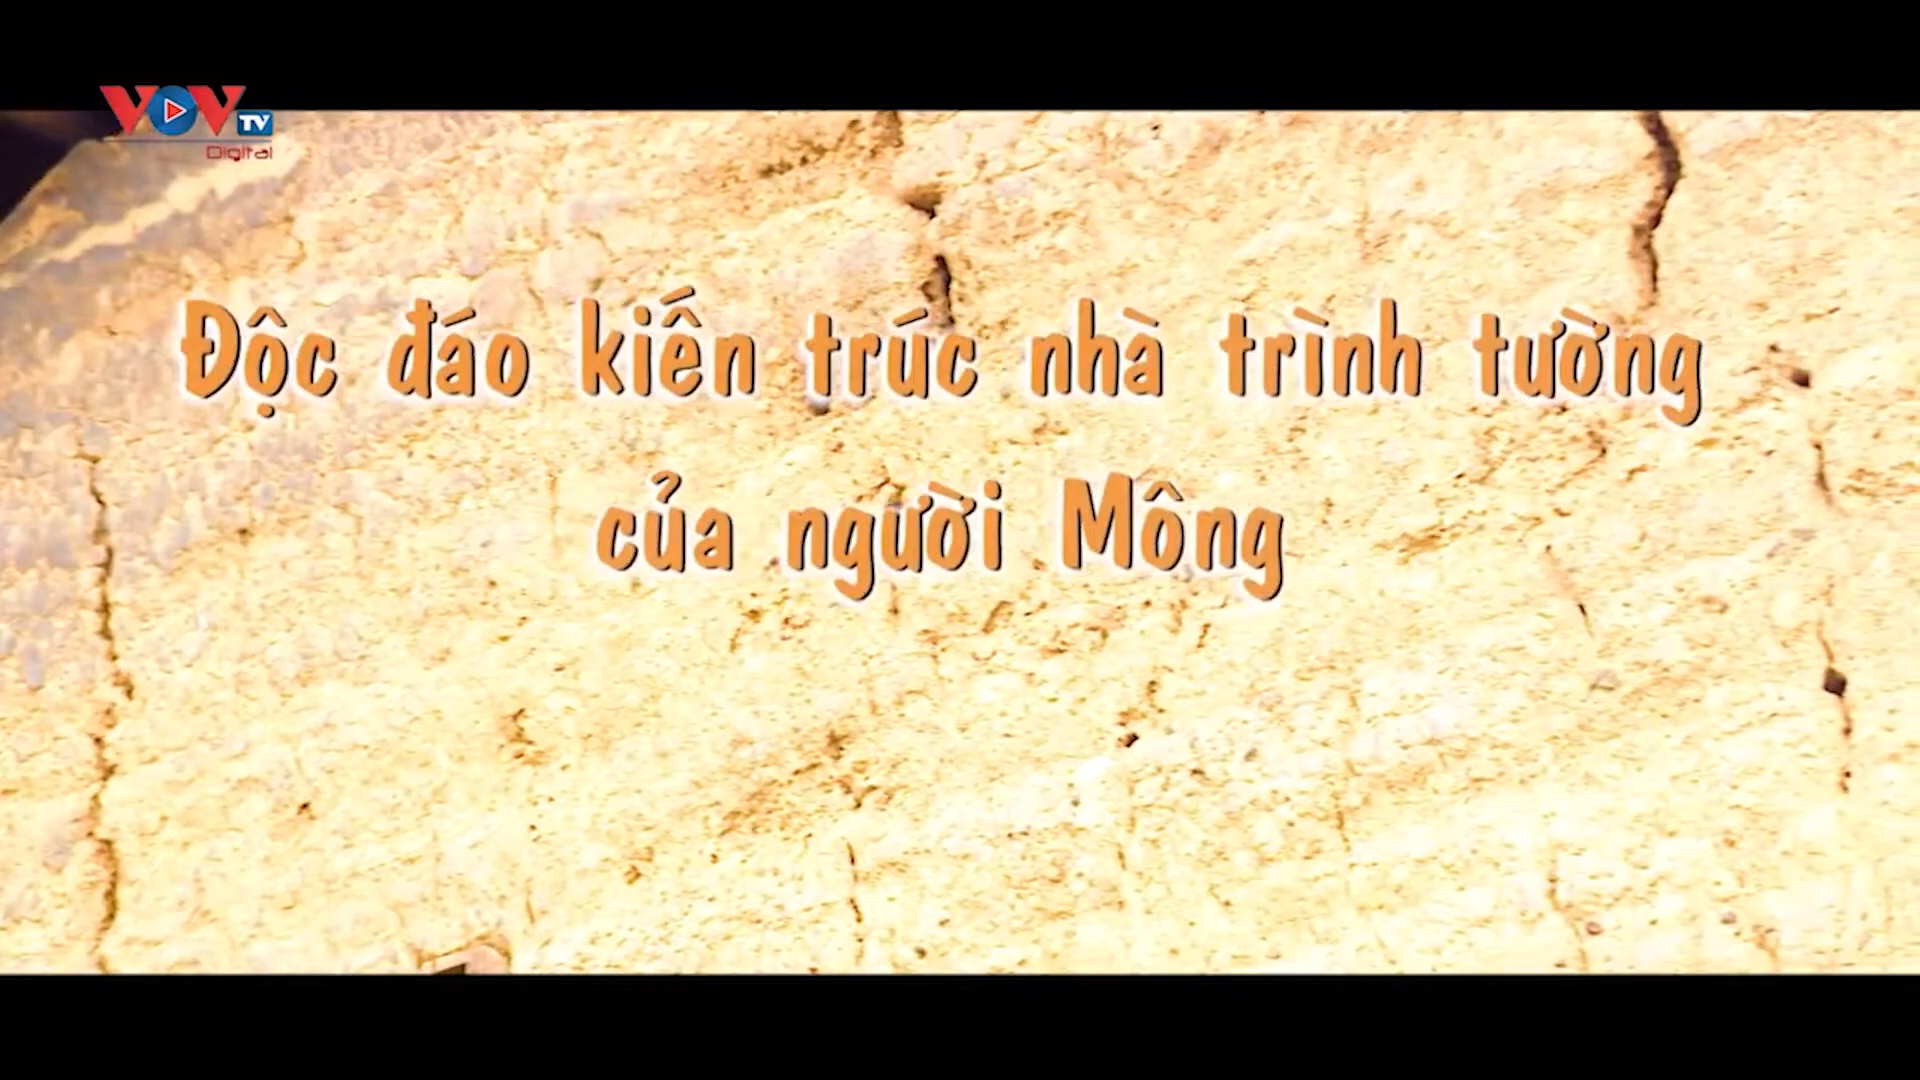 VOV TV
Digital
Độc đáo kiến trúc nhà trình tường
của người Mông